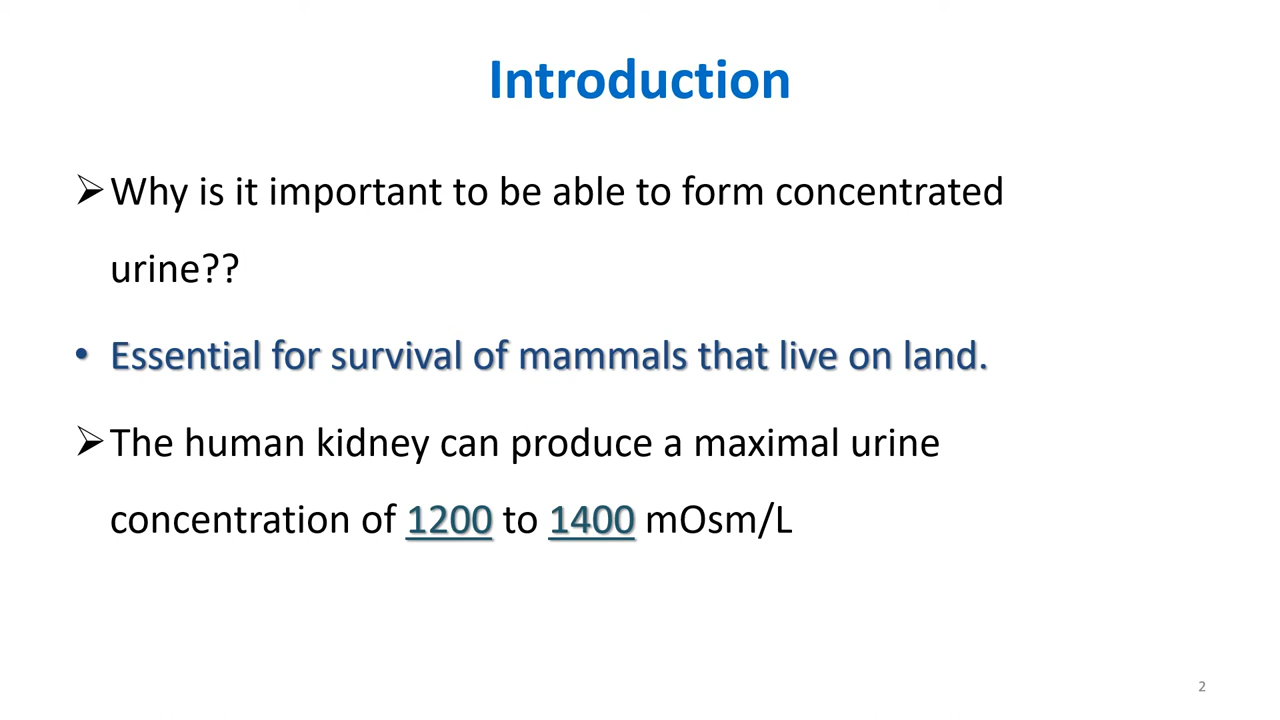 Introduction
➢Why is it important to be able to form concentrated
urine??
• Essential for survival of mammals that live on land.
➢The human kidney can produce a maximal urine
concentration of 1200 to 1400 mOsm/L
2